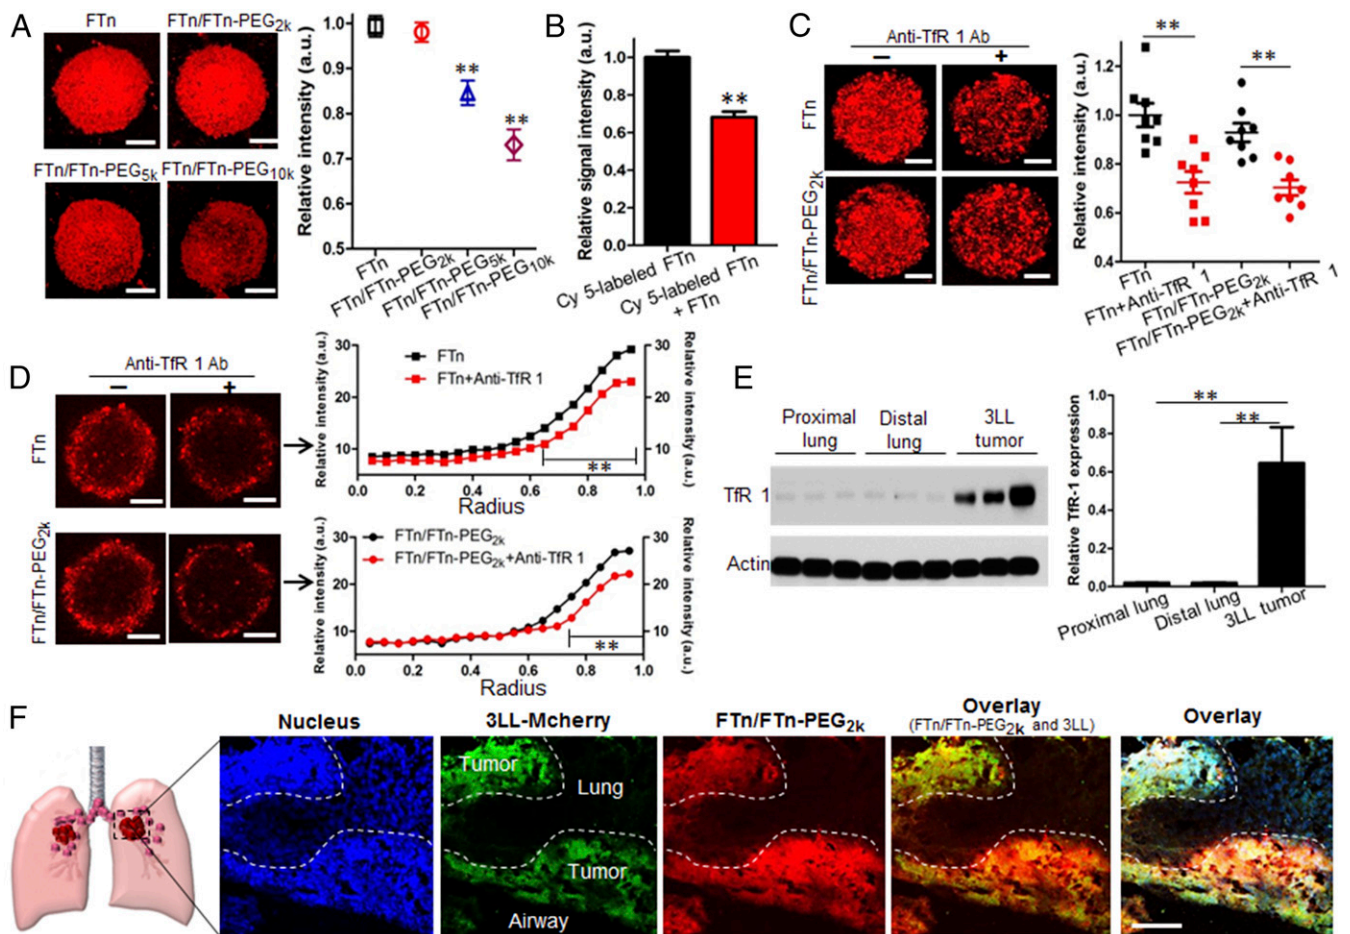 A
FTn
FTn/FTn-PEG2k
FTn/FTn-PEG5k
FTn/FTn-PEG10k
Relative intensity (a.u.)
1.0
0.9
0.8
0.7
0.6
0.5
**
**
FTn
FTn/FTn-PEG2k
FTn/FTn-PEG5k
FTn/FTn-PEG10k
B
Relative signal intensity (a.u.)
1.0
0.8
0.6
0.4
0.2
0.0
**
Cy 5-labeled FTn
Cy 5-labeled FTn
+ FTn
C
Anti-TfR 1 Ab
− +
FTn
FTn/FTn-PEG2k
Relative intensity (a.u.)
1.2
1.0
0.8
0.6
0.4
**
**
FTn
FTn+Anti-TfR 1
FTn/FTn-PEG2k
FTn/FTn-PEG2k+Anti-TfR 1
D
Anti-TfR 1 Ab
− +
FTn
FTn/FTn-PEG2k
Relative intensity (a.u.)
30
20
10
FTn
FTn+Anti-TfR 1
**
30
20
10
Relative intensity (a.u.)
0.0 0.2 0.4 0.6 0.8 1.0
Radius
Relative intensity (a.u.)
30
20
10
FTn/FTn-PEG2k
FTn/FTn-PEG2k+Anti-TfR 1
**
30
20
10
Relative intensity (a.u.)
0.0 0.2 0.4 0.6 0.8 1.0
Radius
E
Proximal
lung
Distal
lung
3LL
tumor
TfR 1
Actin
Relative TfR-1 expression
1.0
0.8
0.6
0.4
0.2
0.0
**
**
Proximal lung
Distal lung
3LL tumor
F
Nucleus
3LL-Mcherry
Tumor
Lung
Tumor
Airway
FTn/FTn-PEG2k
Overlay
(FTn/FTn-PEG2k and 3LL)
Overlay